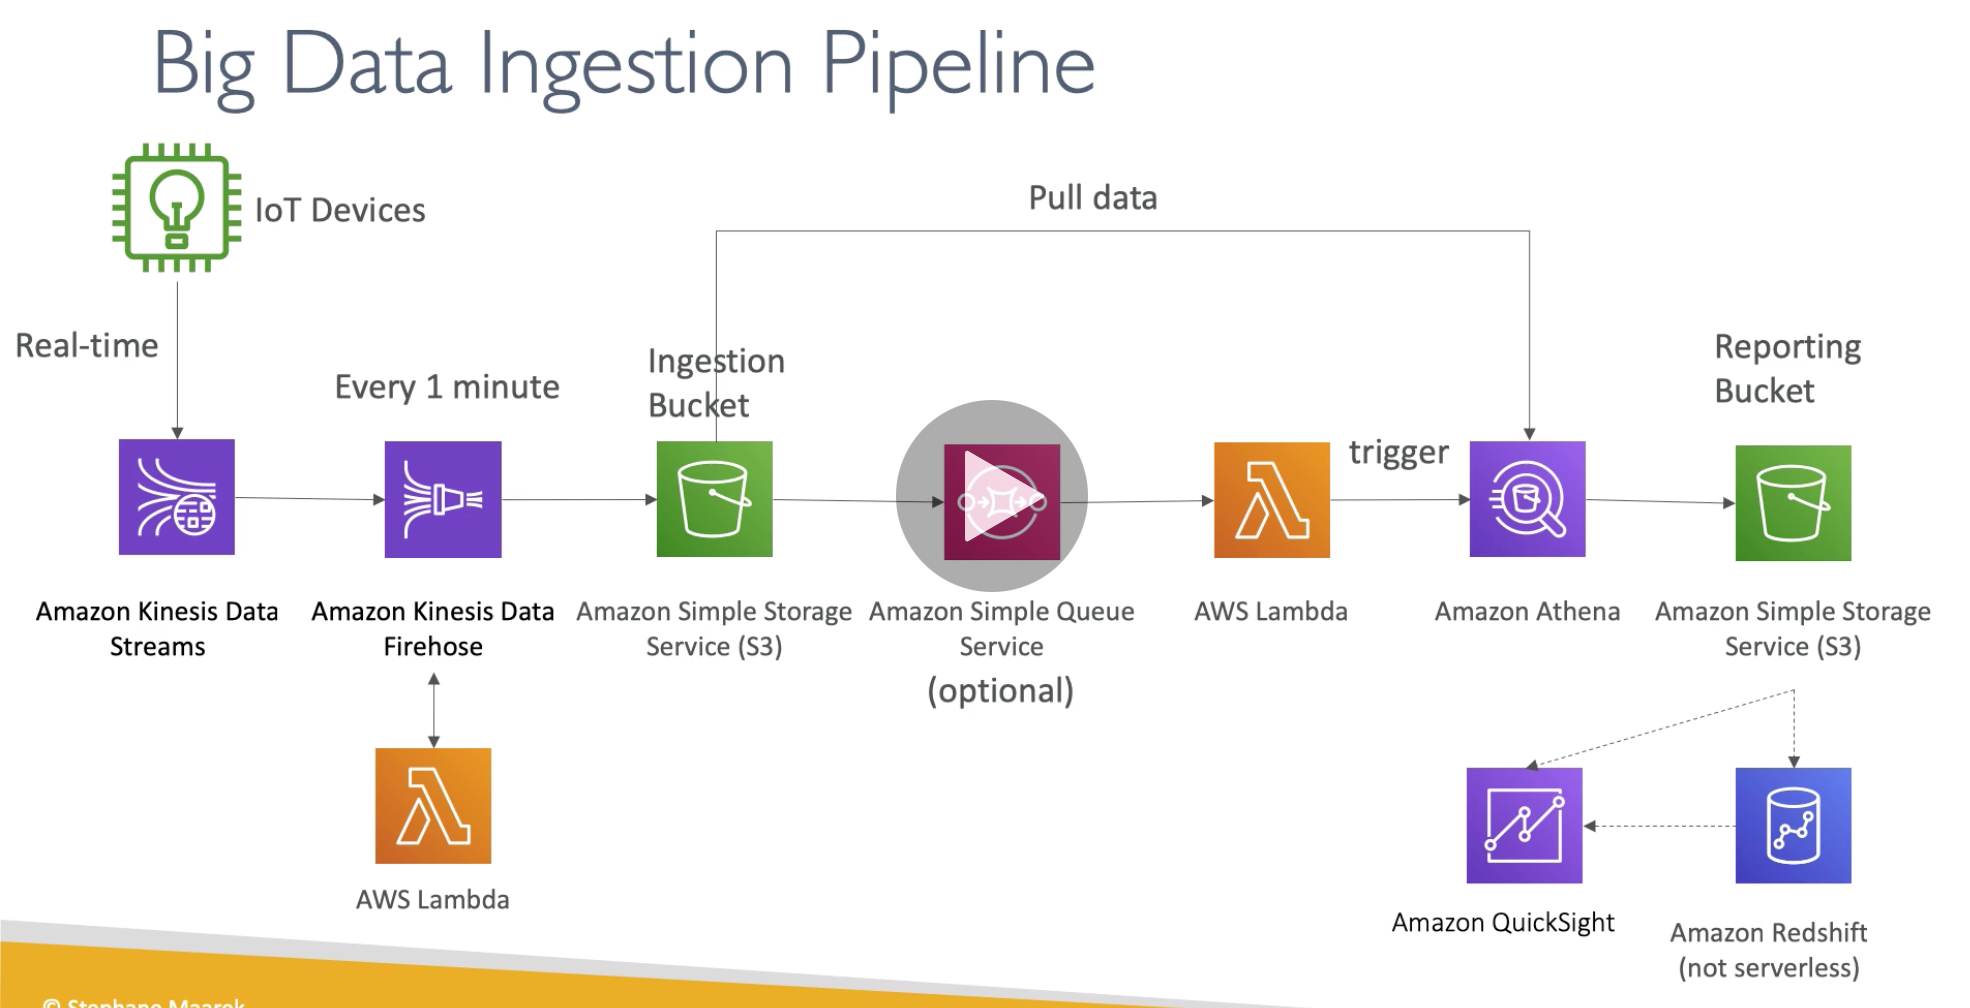 Big Data Ingestion Pipeline
IoT Devices
Pull data
Real-time
Every 1 minute
Ingestion
Bucket
trigger
Reporting
Bucket
Amazon Kinesis Data
Streams
Amazon Kinesis Data
Firehose
Amazon Simple Storage
Service (S3)
Amazon Simple Queue
Service
(optional)
AWS Lambda
Amazon Athena
Amazon Simple Storage
Service (S3)
AWS Lambda
Amazon QuickSight
Amazon Redshift
(not serverless)
© Stephane Maarek